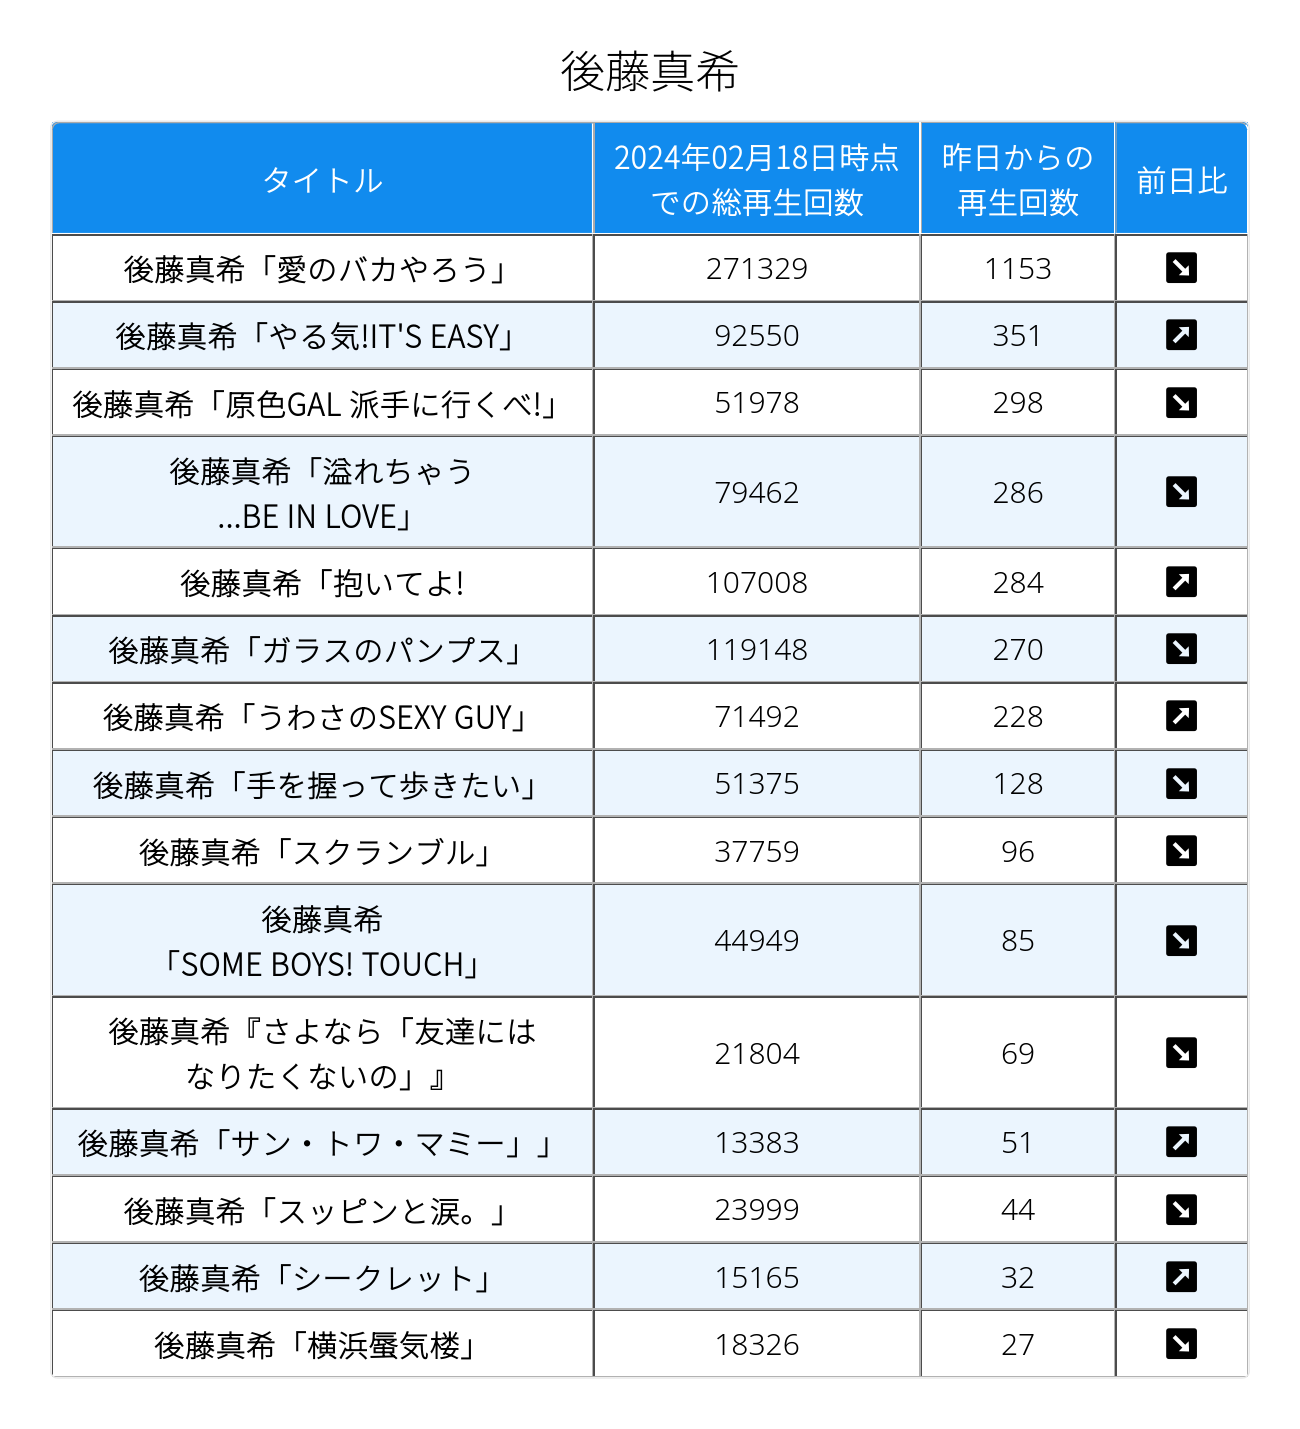 後藤真希
タイトル
2024年02月18日時点
での総再生回数
昨日からの
再生回数
前日比
後藤真希「愛のバカやろう」 271329 1153 ↘
後藤真希「やる気!IT'S EASY」 92550 351 ↗
後藤真希「原色GAL 派手に行くべ!」 51978 298 ↘
後藤真希「溢れちゃう
...BE IN LOVE」 79462 286 ↘
後藤真希「抱いてよ! 107008 284 ↗
後藤真希「ガラスのパンプス」 119148 270 ↘
後藤真希「うわさのSEXY GUY」 71492 228 ↗
後藤真希「手を握って歩きたい」 51375 128 ↘
後藤真希「スクランブル」 37759 96 ↘
後藤真希
「SOME BOYS! TOUCH」 44949 85 ↘
後藤真希『さよなら「友達には
なりたくないの」』 21804 69 ↘
後藤真希「サン・トワ・マミー」」 13383 51 ↗
後藤真希「スッピンと涙。」 23999 44 ↘
後藤真希「シークレット」 15165 32 ↗
後藤真希「横浜蜃気楼」 18326 27 ↘